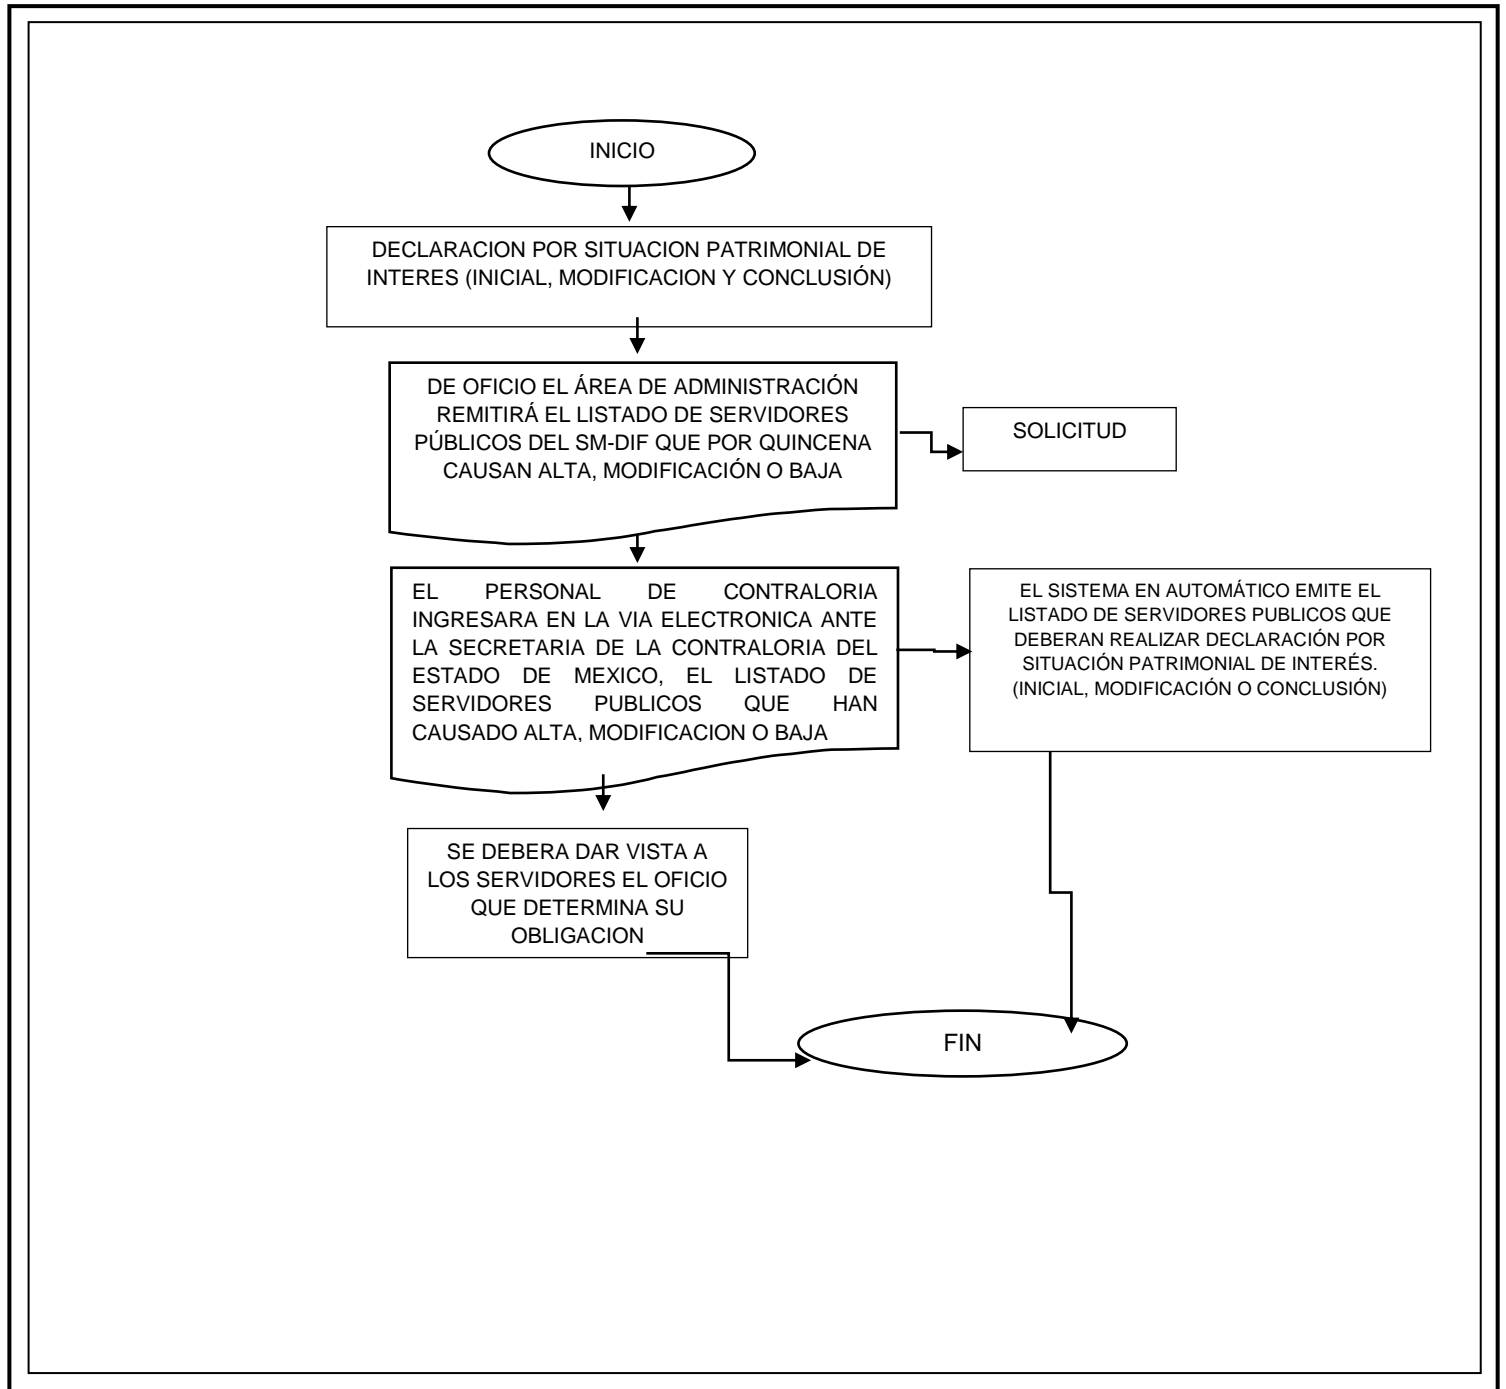 INICIO
DECLARACION POR SITUACION PATRIMONIAL DE
INTERES (INICIAL, MODIFICACION Y CONCLUSIÓN)
DE OFICIO EL ÁREA DE ADMINISTRACIÓN
REMITIRÁ EL LISTADO DE SERVIDORES
PÚBLICOS DEL SM-DIF QUE POR QUINCENA
CAUSAN ALTA, MODIFICACIÓN O BAJA
SOLICITUD
EL PERSONAL DE CONTRALORIA
INGRESARA EN LA VIA ELECTRONICA ANTE
LA SECRETARIA DE LA CONTRALORIA DEL
ESTADO DE MEXICO, EL LISTADO DE
SERVIDORES PUBLICOS QUE HAN
CAUSADO ALTA, MODIFICACION O BAJA
EL SISTEMA EN AUTOMÁTICO EMITE EL
LISTADO DE SERVIDORES PUBLICOS QUE
DEBERAN REALIZAR DECLARACIÓN POR
SITUACIÓN PATRIMONIAL DE INTERÉS.
(INICIAL, MODIFICACIÓN O CONCLUSIÓN)
SE DEBERA DAR VISTA A
LOS SERVIDORES EL OFICIO
QUE DETERMINA SU
OBLIGACION
FIN